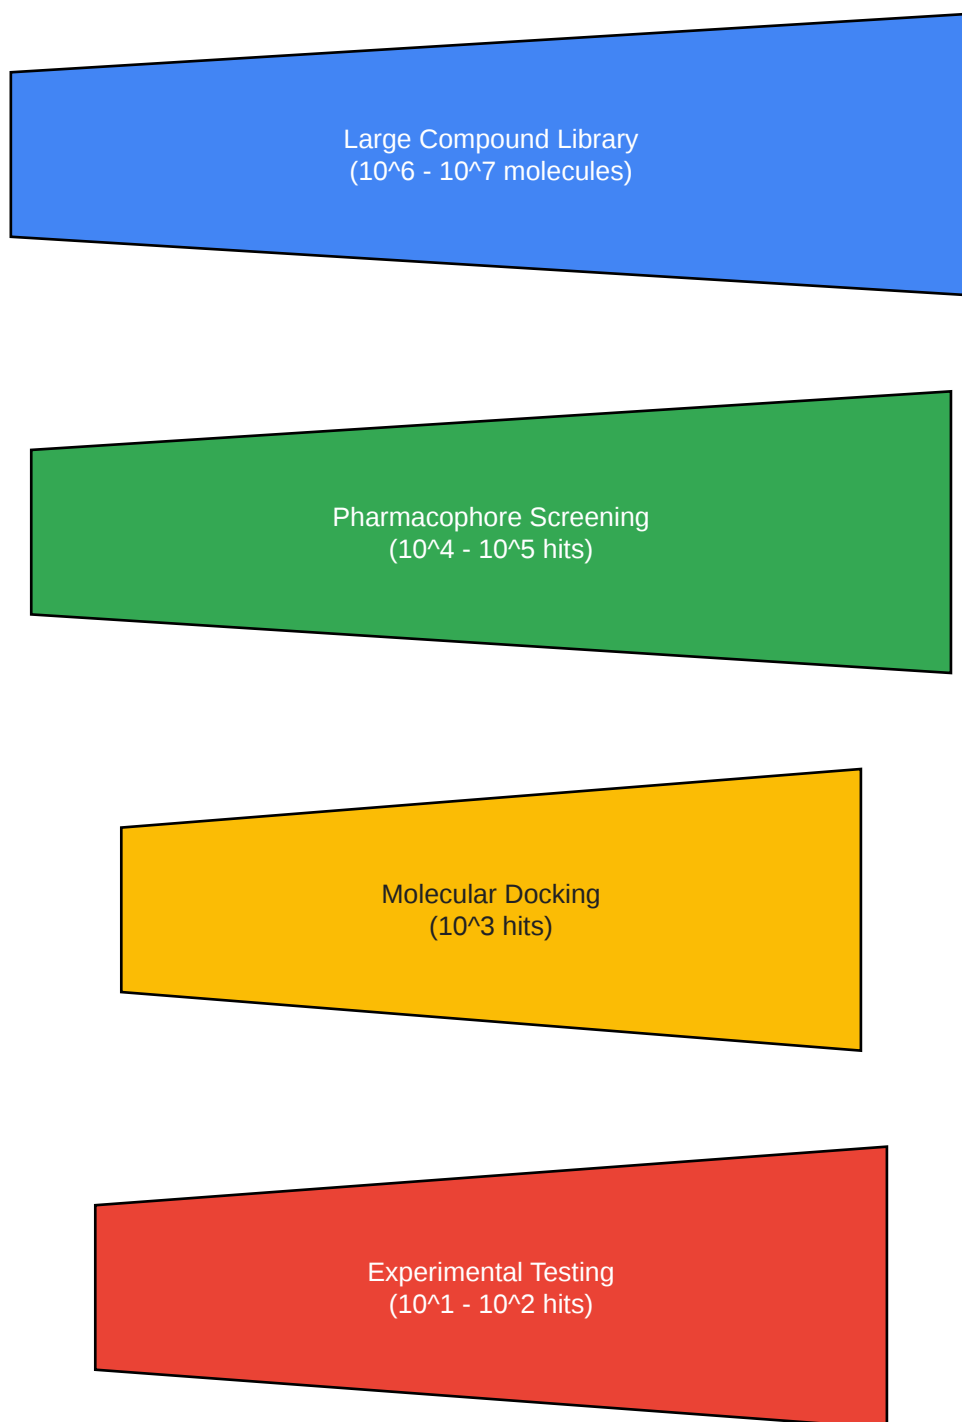 Large Compound Library
(10^6 - 10^7 molecules)
Pharmacophore Screening
(10^4 - 10^5 hits)
Molecular Docking
(10^3 hits)
Experimental Testing
(10^1 - 10^2 hits)